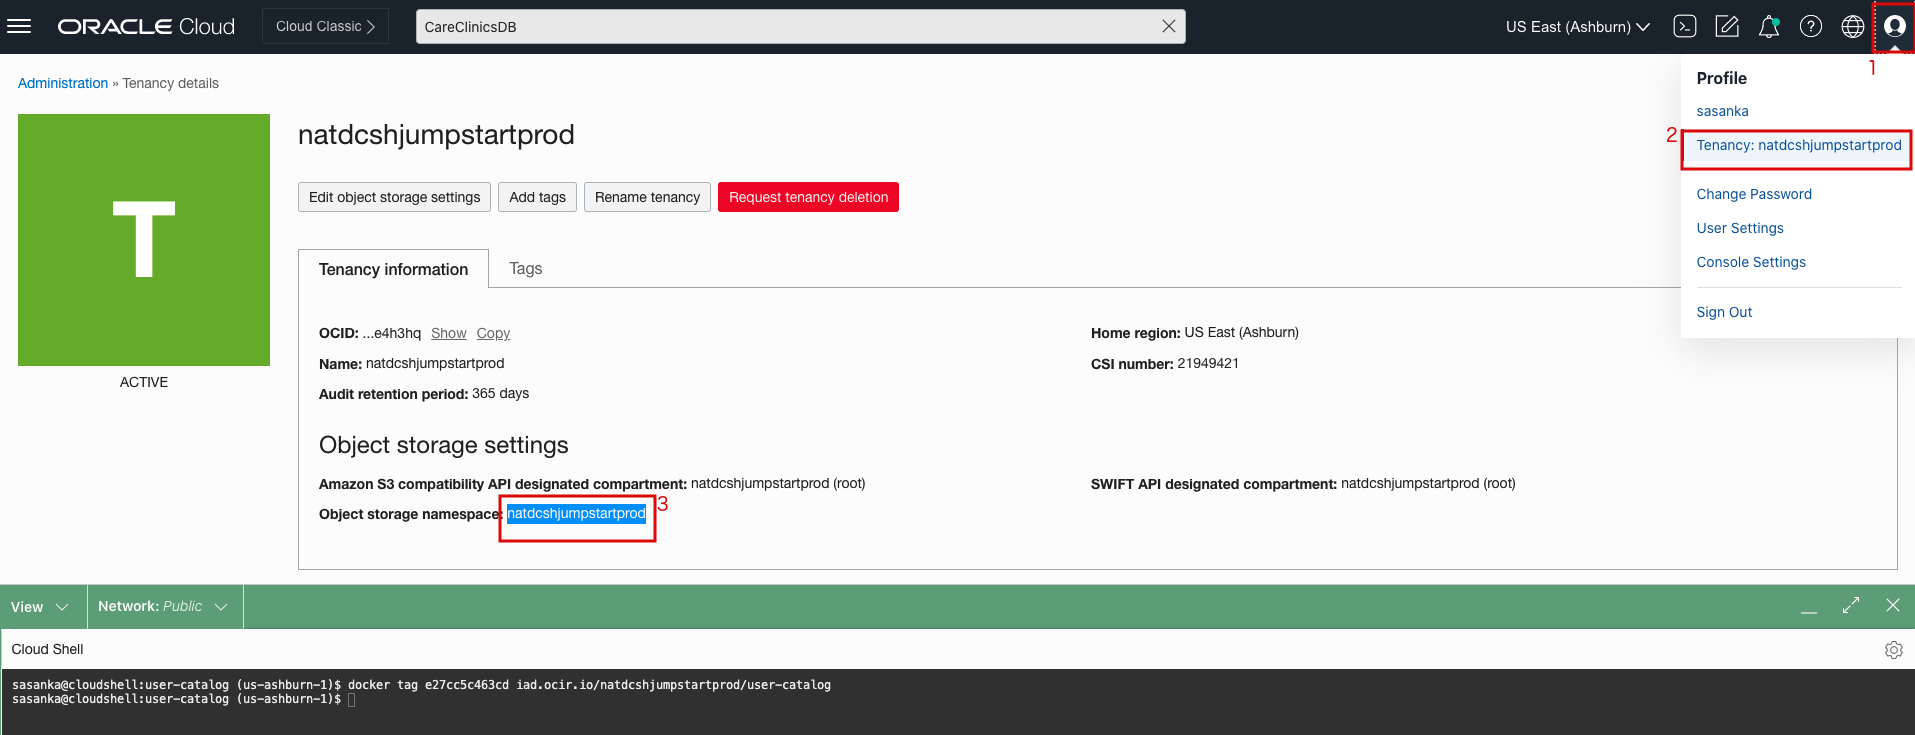 ORACLE Cloud
Cloud Classic
CareClinicsDB
US East (Ashburn)
1
Administration » Tenancy details
Profile
sasanka
2
Tenancy: natdcshjumpstartprod
Change Password
User Settings
Console Settings
Sign Out
T
ACTIVE
natdcshjumpstartprod
Edit object storage settings
Add tags
Rename tenancy
Request tenancy deletion
Tenancy information
Tags
OCID: ...e4h3hq Show Copy
Home region: US East (Ashburn)
Name: natdcshjumpstartprod
CSI number: 21949421
Audit retention period: 365 days
Object storage settings
Amazon S3 compatibility API designated compartment: natdcshjumpstartprod (root)
SWIFT API designated compartment: natdcshjumpstartprod (root)
Object storage namespace: natdcshjumpstartprod
3
View
Network: Public
Cloud Shell
sasanka@cloudshell:user-catalog (us-ashburn-1)$ docker tag e27cc5c463cd iad.ocir.io/natdcshjumpstartprod/user-catalog
sasanka@cloudshell:user-catalog (us-ashburn-1)$